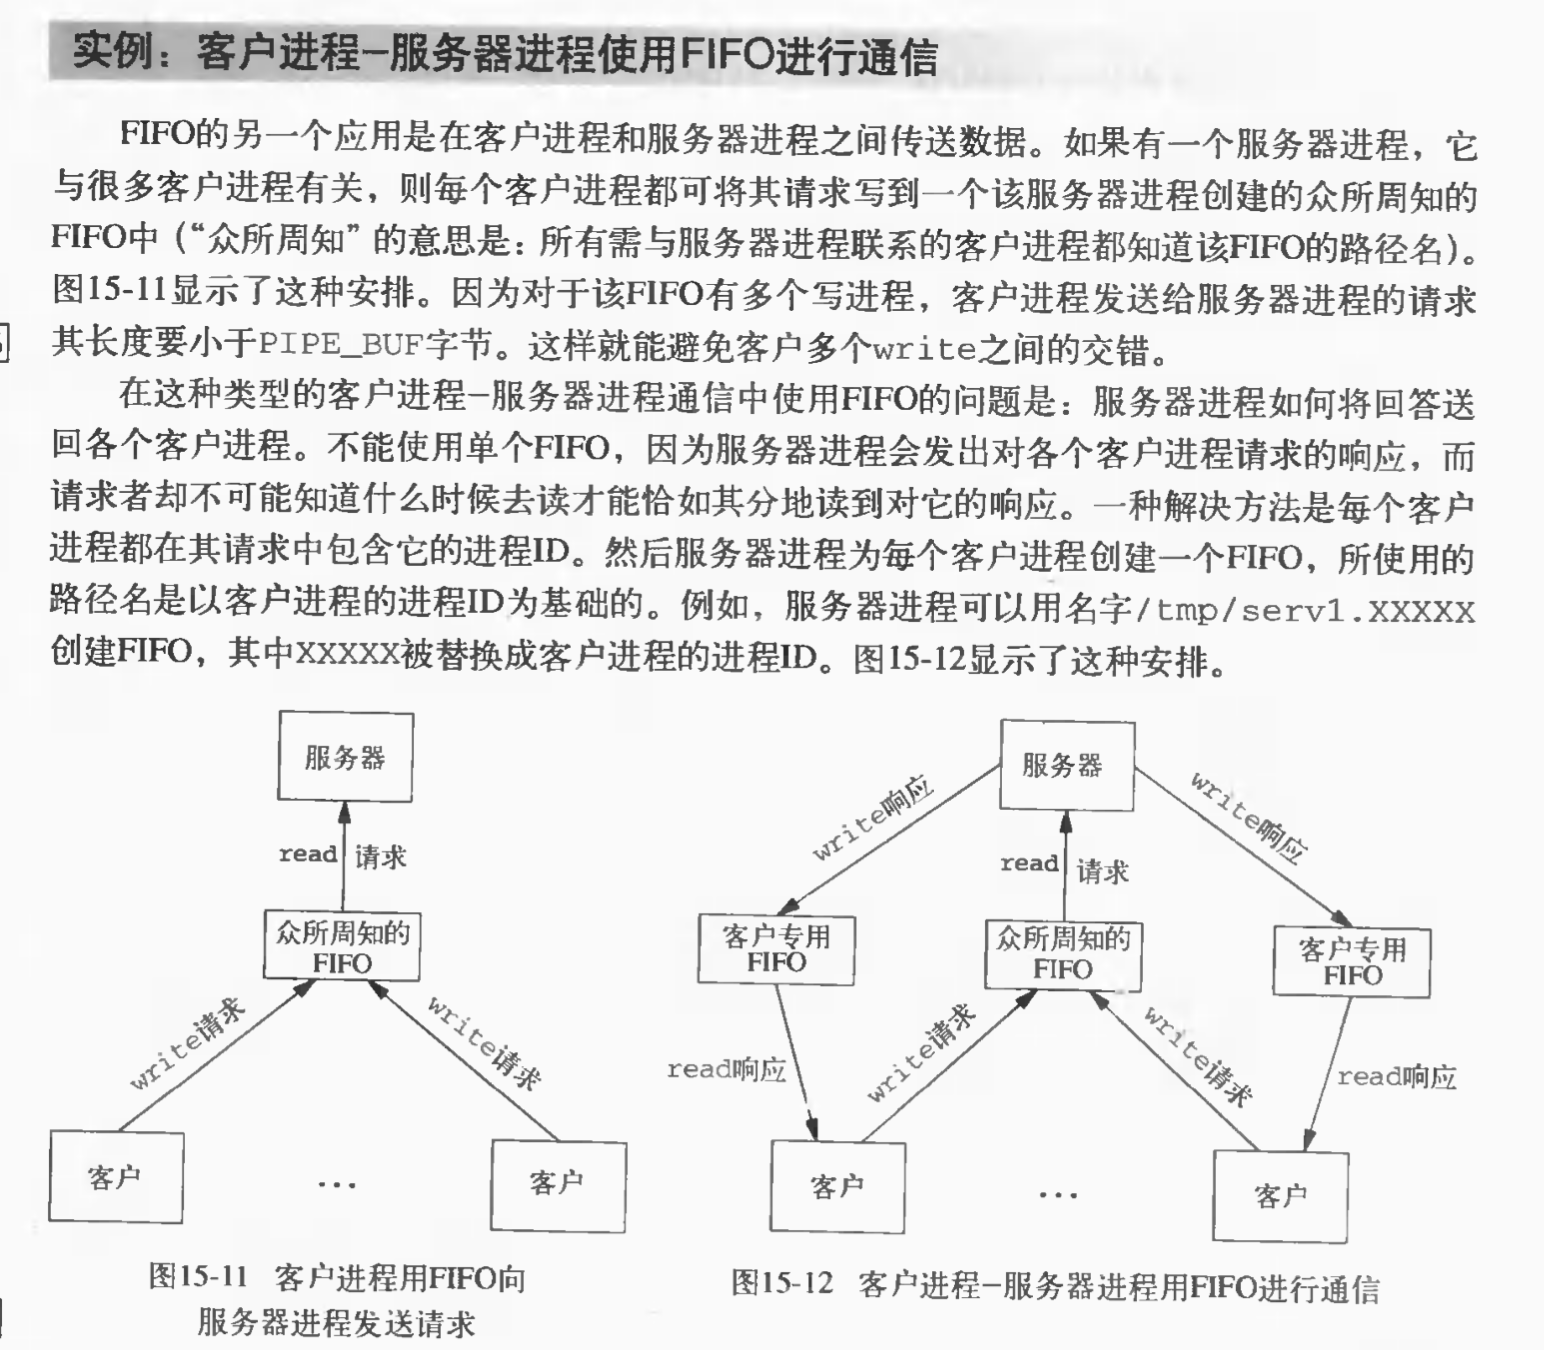 实例：客户进程–服务器进程使用FIFO进行通信
FIFO的另一个应用是在客户进程和服务器进程之间传送数据。如果有一个服务器进程，它
与很多客户进程有关，则每个客户进程都可将其请求写到一个该服务器进程创建的众所周知的
FIFO中（“众所周知”的意思是：所有需与服务器进程联系的客户进程都知道该FIFO的路径名）。
图15-11显示了这种安排。因为对于该FIFO有多个写进程，客户进程发送给服务器进程的请求
其长度要小于PIPE_BUF字节。这样就能避免客户多个write之间的交错。
在这种类型的客户进程–服务器进程通信中使用FIFO的问题是：服务器进程如何将回答送
回各个客户进程。不能使用单个FIFO，因为服务器进程会发出对各个客户进程请求的响应，而
请求者却不可能知道什么时候去读才能恰如其分地读到对它的响应。一种解决方法是每个客户
进程都在其请求中包含它的进程ID。然后服务器进程为每个客户进程创建一个FIFO，所使用的
路径名是以客户进程的进程ID为基础的。例如，服务器进程可以用名字/tmp/serv1.XXXXX
创建FIFO，其中XXXXX被替换成客户进程的进程ID。图15-12显示了这种安排。
服务器
read 请求
众所周知的
FIFO
write请求
write请求
客户
...
客户
图15-11 客户进程用FIFO向
服务器进程发送请求
服务器
write响应
write响应
read 请求
客户专用
FIFO
众所周知的
FIFO
客户专用
FIFO
read响应
write请求
write请求
read响应
客户
...
客户
图15-12 客户进程–服务器进程用FIFO进行通信